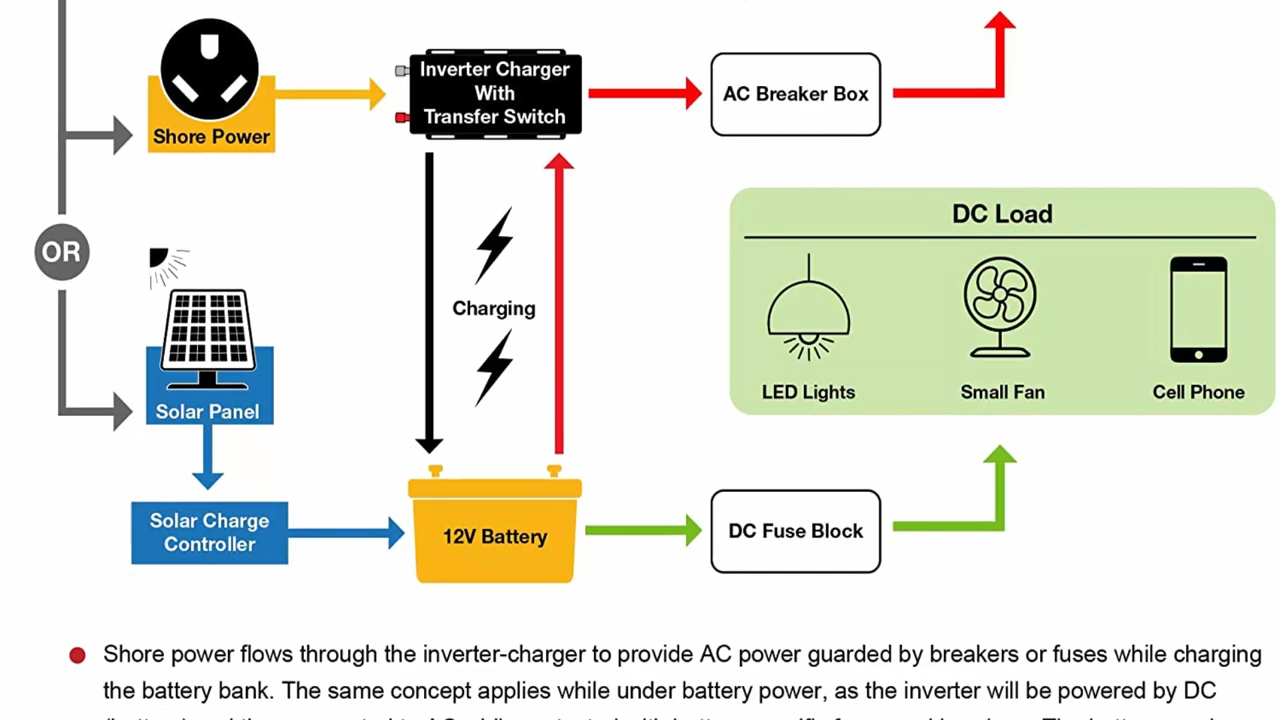 Inverter Charger
With
Transfer Switch
AC Breaker Box
Shore Power
DC Load
OR
Charging
LED Lights
Small Fan
Cell Phone
Solar Panel
Solar Charge
Controller
12V Battery
DC Fuse Block
Shore power flows through the inverter-charger to provide AC power guarded by breakers or fuses while charging
the battery bank. The same concept applies while under battery power, as the inverter will be powered by DC